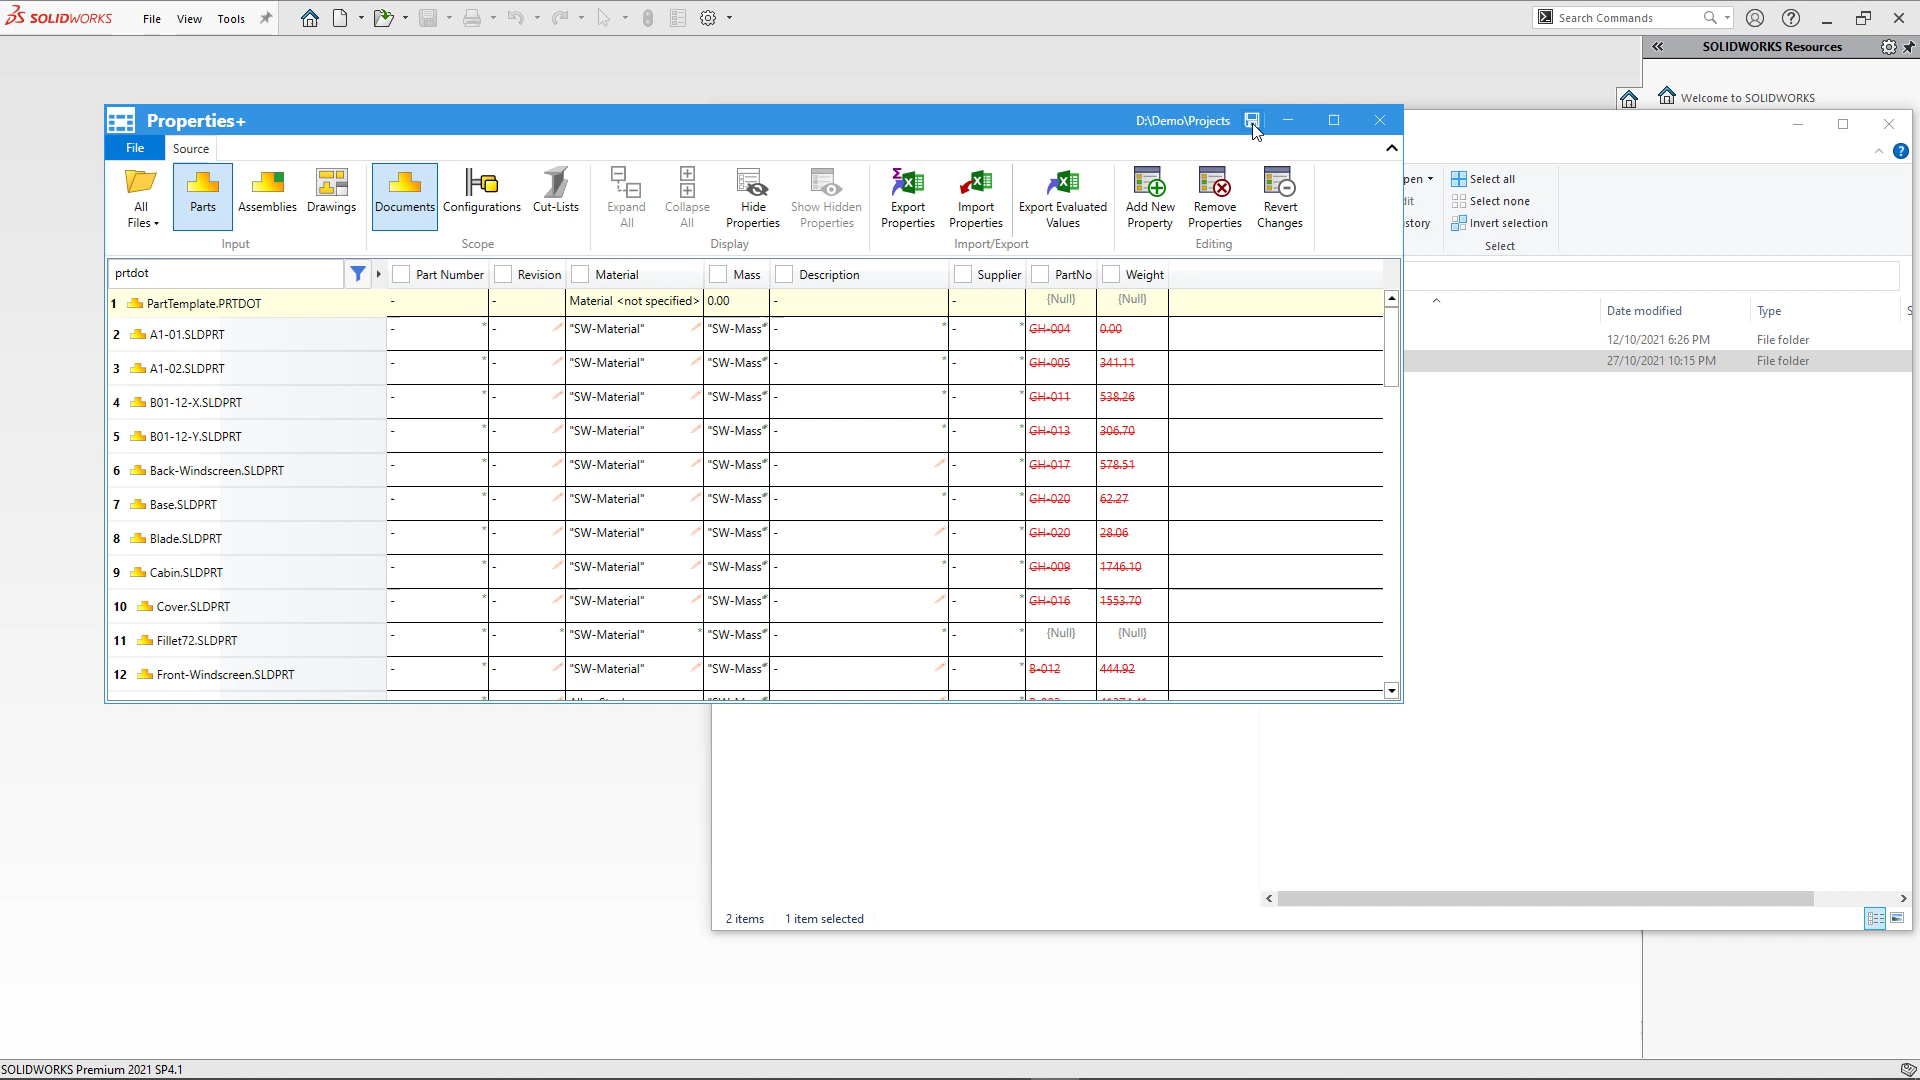 SOLIDWORKS File View Tools Search Commands
SOLIDWORKS Resources
Welcome to SOLIDWORKS
Properties+ D:\Demo\Projects
File Source
All Files Parts Assemblies Drawings Documents Configurations Cut-Lists Expand All Collapse All Hide Properties Show Hidden Properties Export Properties Import Properties Export Evaluated Values Add New Property Remove Properties Revert Changes
Input Scope Display Import/Export Editing
pen Select all
dit Select none
story Invert selection
Select
prtdot Part Number Revision Material Mass Description Supplier PartNo Weight
1 PartTemplate.PRTDOT - - Material <not specified> 0.00 - - {Null} {Null}
2 A1-01.SLDPRT - * - "SW-Material" "SW-Mass" - * - * GH-004 0.00
3 A1-02.SLDPRT - * - "SW-Material" "SW-Mass" - * - * GH-005 341.11
4 B01-12-X.SLDPRT - * - "SW-Material" "SW-Mass" - * - * GH-011 538.26
5 B01-12-Y.SLDPRT - * - "SW-Material" "SW-Mass" - * - * GH-013 306.70
6 Back-Windscreen.SLDPRT - * - "SW-Material" "SW-Mass" - - * GH-017 578.51
7 Base.SLDPRT - * - "SW-Material" "SW-Mass" - * - * GH-020 62.27
8 Blade.SLDPRT - * - "SW-Material" "SW-Mass" - - * GH-020 28.06
9 Cabin.SLDPRT - * - "SW-Material" "SW-Mass" - * - * GH-009 1746.10
10 Cover.SLDPRT - * - "SW-Material" "SW-Mass" - - * GH-016 1553.70
11 Fillet72.SLDPRT - * - * "SW-Material" * "SW-Mass" - * - * {Null} {Null}
12 Front-Windscreen.SLDPRT - * - "SW-Material" "SW-Mass" - - * B-012 444.92
Date modified Type S
12/10/2021 6:26 PM File folder
27/10/2021 10:15 PM File folder
2 items 1 item selected
SOLIDWORKS Premium 2021 SP4.1